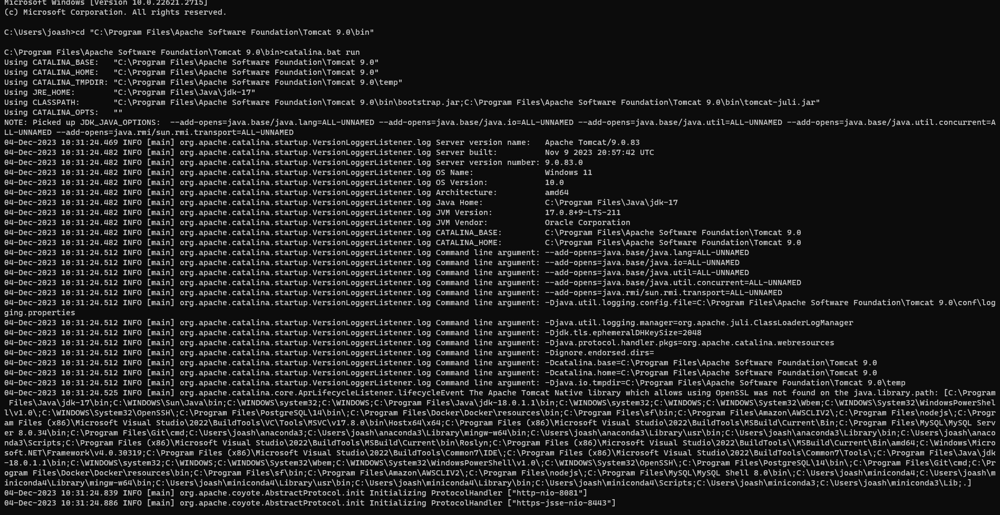 Microsoft Windows [Version 10.0.22621.2715]
(c) Microsoft Corporation. All rights reserved.
C:\Users\joash>cd "C:\Program Files\Apache Software Foundation\Tomcat 9.0\bin"
C:\Program Files\Apache Software Foundation\Tomcat 9.0\bin>catalina.bat run
Using CATALINA_BASE:   "C:\Program Files\Apache Software Foundation\Tomcat 9.0"
Using CATALINA_HOME:   "C:\Program Files\Apache Software Foundation\Tomcat 9.0"
Using CATALINA_TMPDIR: "C:\Program Files\Apache Software Foundation\Tomcat 9.0\temp"
Using JRE_HOME:        "C:\Program Files\Java\jdk-17"
Using CLASSPATH:       "C:\Program Files\Apache Software Foundation\Tomcat 9.0\bin\bootstrap.jar;C:\Program Files\Apache Software Foundation\Tomcat 9.0\bin\tomcat-juli.jar"
Using CATALINA_OPTS:   ""
NOTE: Picked up JDK_JAVA_OPTIONS:  --add-opens=java.base/java.lang=ALL-UNNAMED --add-opens=java.base/java.io=ALL-UNNAMED --add-opens=java.base/java.util=ALL-UNNAMED --add-opens=java.base/java.util.concurrent=A
LL-UNNAMED --add-opens=java.rmi/sun.rmi.transport=ALL-UNNAMED
04-Dec-2023 10:31:24.469 INFO [main] org.apache.catalina.startup.VersionLoggerListener.log Server version name:   Apache Tomcat/9.0.83
04-Dec-2023 10:31:24.482 INFO [main] org.apache.catalina.startup.VersionLoggerListener.log Server built:          Nov 9 2023 20:57:42 UTC
04-Dec-2023 10:31:24.482 INFO [main] org.apache.catalina.startup.VersionLoggerListener.log Server version number: 9.0.83.0
04-Dec-2023 10:31:24.482 INFO [main] org.apache.catalina.startup.VersionLoggerListener.log OS Name:               Windows 11
04-Dec-2023 10:31:24.482 INFO [main] org.apache.catalina.startup.VersionLoggerListener.log OS Version:            10.0
04-Dec-2023 10:31:24.482 INFO [main] org.apache.catalina.startup.VersionLoggerListener.log Architecture:          amd64
04-Dec-2023 10:31:24.482 INFO [main] org.apache.catalina.startup.VersionLoggerListener.log Java Home:             C:\Program Files\Java\jdk-17
04-Dec-2023 10:31:24.482 INFO [main] org.apache.catalina.startup.VersionLoggerListener.log JVM Version:           17.0.8+9-LTS-211
04-Dec-2023 10:31:24.482 INFO [main] org.apache.catalina.startup.VersionLoggerListener.log JVM Vendor:            Oracle Corporation
04-Dec-2023 10:31:24.482 INFO [main] org.apache.catalina.startup.VersionLoggerListener.log CATALINA_BASE:         C:\Program Files\Apache Software Foundation\Tomcat 9.0
04-Dec-2023 10:31:24.482 INFO [main] org.apache.catalina.startup.VersionLoggerListener.log CATALINA_HOME:         C:\Program Files\Apache Software Foundation\Tomcat 9.0
04-Dec-2023 10:31:24.512 INFO [main] org.apache.catalina.startup.VersionLoggerListener.log Command line argument: --add-opens=java.base/java.lang=ALL-UNNAMED
04-Dec-2023 10:31:24.512 INFO [main] org.apache.catalina.startup.VersionLoggerListener.log Command line argument: --add-opens=java.base/java.io=ALL-UNNAMED
04-Dec-2023 10:31:24.512 INFO [main] org.apache.catalina.startup.VersionLoggerListener.log Command line argument: --add-opens=java.base/java.util=ALL-UNNAMED
04-Dec-2023 10:31:24.512 INFO [main] org.apache.catalina.startup.VersionLoggerListener.log Command line argument: --add-opens=java.base/java.util.concurrent=ALL-UNNAMED
04-Dec-2023 10:31:24.512 INFO [main] org.apache.catalina.startup.VersionLoggerListener.log Command line argument: --add-opens=java.rmi/sun.rmi.transport=ALL-UNNAMED
04-Dec-2023 10:31:24.512 INFO [main] org.apache.catalina.startup.VersionLoggerListener.log Command line argument: -Djava.util.logging.config.file=C:\Program Files\Apache Software Foundation\Tomcat 9.0\conf\log
ging.properties
04-Dec-2023 10:31:24.512 INFO [main] org.apache.catalina.startup.VersionLoggerListener.log Command line argument: -Djava.util.logging.manager=org.apache.juli.ClassLoaderLogManager
04-Dec-2023 10:31:24.512 INFO [main] org.apache.catalina.startup.VersionLoggerListener.log Command line argument: -Djdk.tls.ephemeralDHKeySize=2048
04-Dec-2023 10:31:24.512 INFO [main] org.apache.catalina.startup.VersionLoggerListener.log Command line argument: -Djava.protocol.handler.pkgs=org.apache.catalina.webresources
04-Dec-2023 10:31:24.512 INFO [main] org.apache.catalina.startup.VersionLoggerListener.log Command line argument: -Dignore.endorsed.dirs=
04-Dec-2023 10:31:24.512 INFO [main] org.apache.catalina.startup.VersionLoggerListener.log Command line argument: -Dcatalina.base=C:\Program Files\Apache Software Foundation\Tomcat 9.0
04-Dec-2023 10:31:24.512 INFO [main] org.apache.catalina.startup.VersionLoggerListener.log Command line argument: -Dcatalina.home=C:\Program Files\Apache Software Foundation\Tomcat 9.0
04-Dec-2023 10:31:24.512 INFO [main] org.apache.catalina.startup.VersionLoggerListener.log Command line argument: -Djava.io.tmpdir=C:\Program Files\Apache Software Foundation\Tomcat 9.0\temp
04-Dec-2023 10:31:24.525 INFO [main] org.apache.catalina.core.AprLifecycleListener.lifecycleEvent The Apache Tomcat Native library which allows using OpenSSL was not found on the java.library.path: [C:\Program
 Files\Java\jdk-17\bin;C:\WINDOWS\Sun\Java\bin;C:\WINDOWS\system32;C:\WINDOWS;C:\Program Files\Java\jdk-18.0.1.1\bin;C:\WINDOWS\system32;C:\WINDOWS;C:\WINDOWS\System32\Wbem;C:\WINDOWS\System32\WindowsPowerShel
l\v1.0\;C:\WINDOWS\System32\OpenSSH\;C:\Program Files\PostgreSQL\14\bin\;C:\Program Files\Docker\Docker\resources\bin;C:\Program Files\sf\bin;C:\Program Files\Amazon\AWSCLIV2\;C:\Program Files\nodejs\;C:\Progr
am Files (x86)\Microsoft Visual Studio\2022\BuildTools\VC\Tools\MSVC\v17.8.0\bin\Hostx64\x64;C:\Program Files (x86)\Microsoft Visual Studio\2022\BuildTools\MSBuild\Current\Bin;C:\Program Files\MySQL\MySQL Serv
er 8.0.34\bin;C:\Program Files\Git\cmd;C:\Users\joash\anaconda3;C:\Users\joash\anaconda3\Library\mingw-w64\bin;C:\Users\joash\anaconda3\Library\usr\bin;C:\Users\joash\anaconda3\Library\bin;C:\Users\joash\anaco
nda3\Scripts;C:\Program Files (x86)\Microsoft Visual Studio\2022\BuildTools\MSBuild\Current\bin\Roslyn;C:\Program Files (x86)\Microsoft Visual Studio\2022\BuildTools\\MSBuild\Current\Bin\amd64;C:\Windows\Micro
soft.NET\Framework\v4.0.30319;C:\Program Files (x86)\Microsoft Visual Studio\2022\BuildTools\Common7\IDE\;C:\Program Files (x86)\Microsoft Visual Studio\2022\BuildTools\Common7\Tools\;C:\Program Files\Java\jdk
-18.0.1.1\bin;C:\WINDOWS\system32;C:\WINDOWS;C:\WINDOWS\System32\Wbem;C:\WINDOWS\System32\WindowsPowerShell\v1.0\;C:\WINDOWS\System32\OpenSSH\;C:\Program Files\PostgreSQL\14\bin\;C:\Program Files\Git\cmd;C:\Pr
ogram Files\Docker\Docker\resources\bin;C:\Program Files\sf\bin;C:\Program Files\Amazon\AWSCLIV2\;C:\Program Files\nodejs\;C:\Program Files\MySQL\MySQL Shell 8.0\bin\;C:\Users\joash\miniconda4;C:\Users\joash\m
iniconda4\Library\mingw-w64\bin;C:\Users\joash\miniconda4\Library\usr\bin;C:\Users\joash\miniconda4\Library\bin;C:\Users\joash\miniconda4\Scripts;C:\Users\joash\miniconda3;C:\Users\joash\miniconda3\Lib;.]
04-Dec-2023 10:31:24.839 INFO [main] org.apache.coyote.AbstractProtocol.init Initializing ProtocolHandler ["http-nio-8081"]
04-Dec-2023 10:31:24.886 INFO [main] org.apache.coyote.AbstractProtocol.init Initializing ProtocolHandler ["https-jsse-nio-8443"]